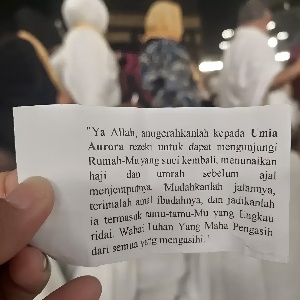 "Ya Allah, anugerahkanlah kepada Umia
Aurora rezeki untuk dapat mengunjungi
Rumah-Mu yang suci kembali, menunaikan
haji dan umrah sebelum ajal
menjemputnya. Mudahkanlah jalannya,
terimalah amal ibadahnya, dan jadikanlah
ia termasuk tamu-tamu-Mu yang Engkau
ridai. Wahai Tuhan Yang Maha Pengasih
dari semua yang mengasihi."